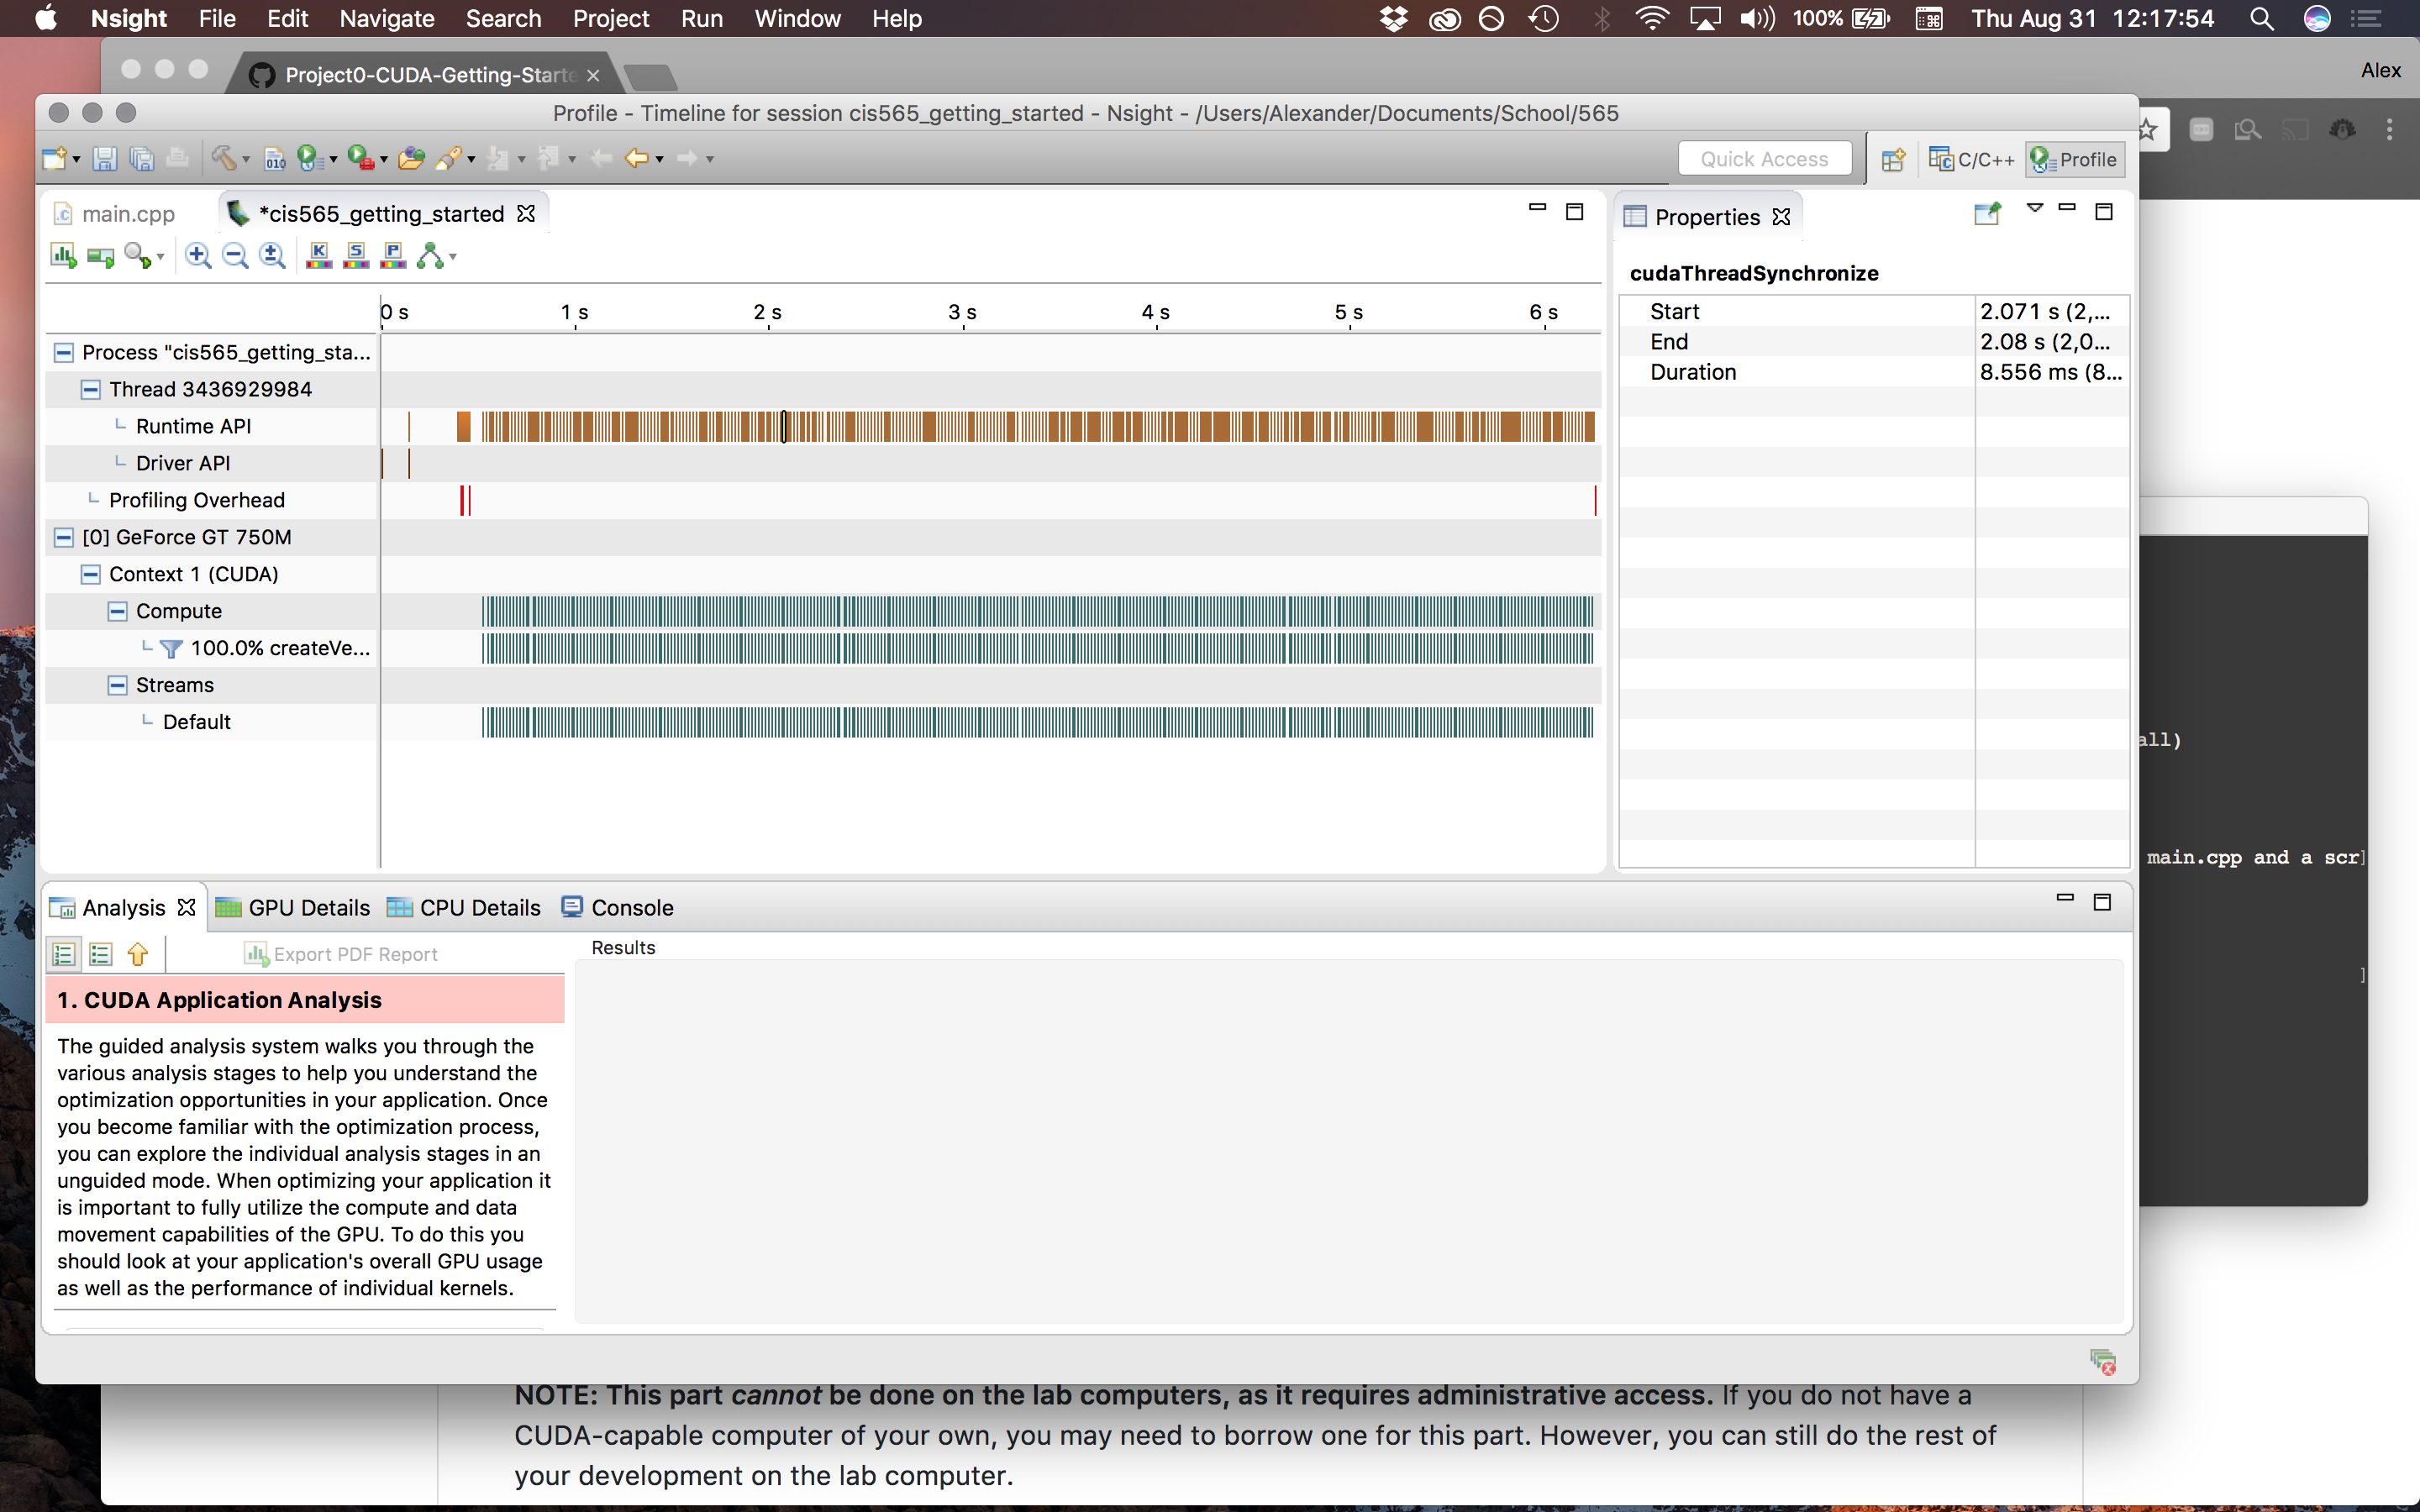 Nsight File Edit Navigate Search Project Run Window Help 100% Thu Aug 31 12:17:54
Project0-CUDA-Getting-Starte
Alex
Profile - Timeline for session cis565_getting_started - Nsight - /Users/Alexander/Documents/School/565
010 Quick Access C/C++ Profile
main.cpp *cis565_getting_started
K S P
0 s 1 s 2 s 3 s 4 s 5 s 6 s
Process "cis565_getting_sta...
Thread 3436929984
Runtime API
Driver API
Profiling Overhead
[0] GeForce GT 750M
Context 1 (CUDA)
Compute
100.0% createVe...
Streams
Default
Properties
cudaThreadSynchronize
Start 2.071 s (2,...
End 2.08 s (2,0...
Duration 8.556 ms (8...
all)
main.cpp and a scr]
]
Analysis GPU Details CPU Details Console
Export PDF Report
Results
1. CUDA Application Analysis
The guided analysis system walks you through the
various analysis stages to help you understand the
optimization opportunities in your application. Once
you become familiar with the optimization process,
you can explore the individual analysis stages in an
unguided mode. When optimizing your application it
is important to fully utilize the compute and data
movement capabilities of the GPU. To do this you
should look at your application's overall GPU usage
as well as the performance of individual kernels.
NOTE: This part cannot be done on the lab computers, as it requires administrative access. If you do not have a
CUDA-capable computer of your own, you may need to borrow one for this part. However, you can still do the rest of
your development on the lab computer.